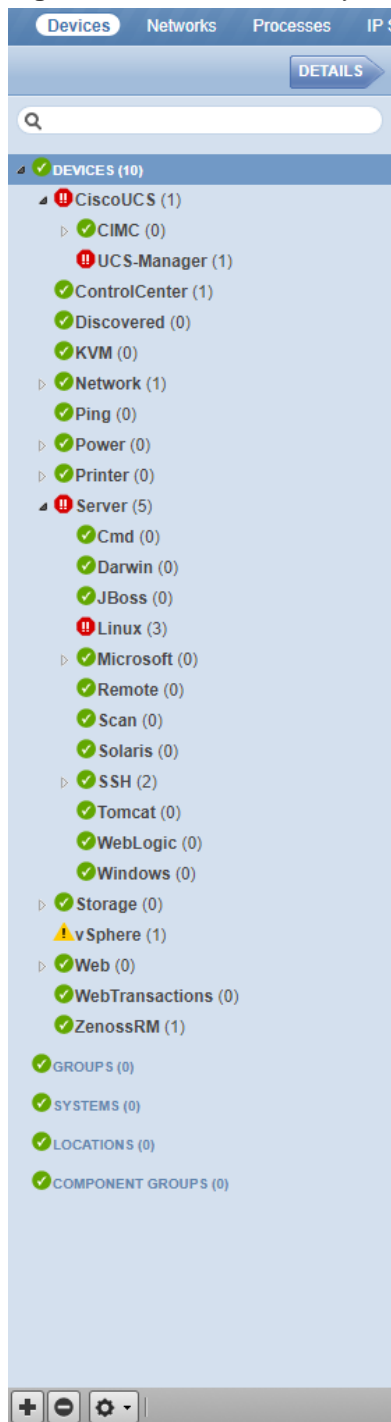 Devices Networks Processes IP S
DETAILS
DEVICES (10)
CiscoUCS (1)
CIMC (0)
UCS-Manager (1)
ControlCenter (1)
Discovered (0)
KVM (0)
Network (1)
Ping (0)
Power (0)
Printer (0)
Server (5)
Cmd (0)
Darwin (0)
JBoss (0)
Linux (3)
Microsoft (0)
Remote (0)
Scan (0)
Solaris (0)
SSH (2)
Tomcat (0)
WebLogic (0)
Windows (0)
Storage (0)
vSphere (1)
Web (0)
WebTransactions (0)
ZenossRM (1)
GROUPS (0)
SYSTEMS (0)
LOCATIONS (0)
COMPONENT GROUPS (0)